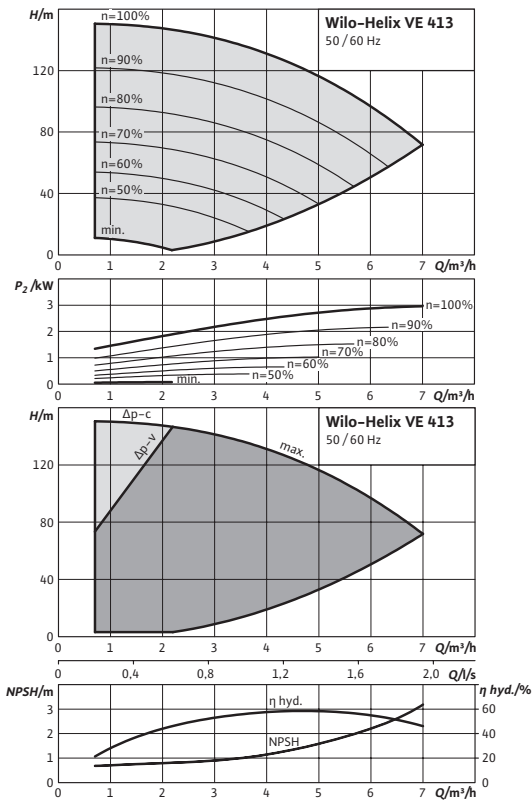 H/m
n=100%
Wilo-Helix VE 413
50 / 60 Hz
n=90%
120
n=80%
80
n=70%
n=60%
40
n=50%
min.
0
0 1 2 3 4 5 6 7 Q/m³/h
P₂ /kW
3
n=100%
n=90%
2
n=80%
n=70%
1
n=60%
n=50%
min.
0
0 1 2 3 4 5 6 7 Q/m³/h
H/m
Δp-c
Wilo-Helix VE 413
50 / 60 Hz
Δp-v
max.
120
80
40
0
0 1 2 3 4 5 6 7 Q/m³/h
0 0,4 0,8 1,2 1,6 2,0 Q/l/s
NPSH/m
η hyd./%
η hyd.
3 60
2 40
NPSH
1 20
0 0
0 1 2 3 4 5 6 7 Q/m³/h